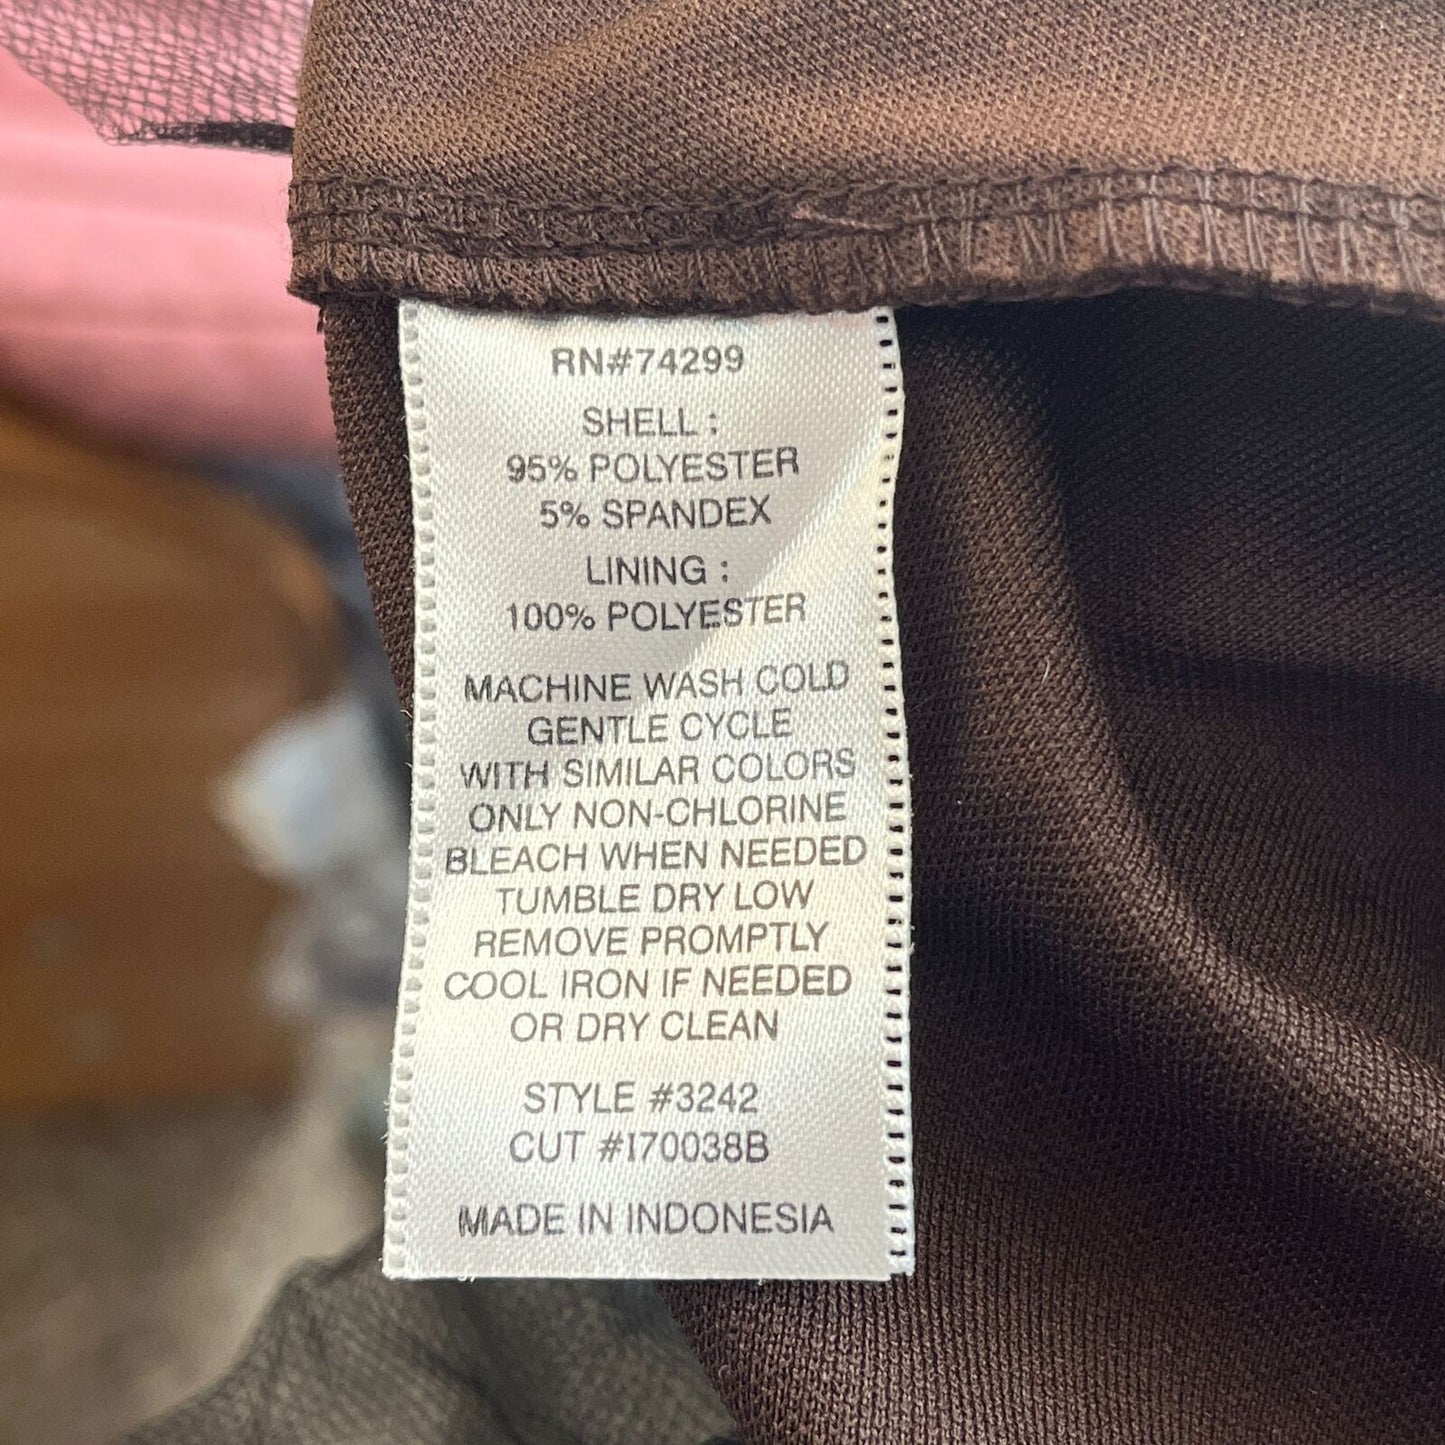 RN#74299
SHELL :
95% POLYESTER
5% SPANDEX
LINING :
100% POLYESTER
MACHINE WASH COLD
GENTLE CYCLE
WITH SIMILAR COLORS
ONLY NON-CHLORINE
BLEACH WHEN NEEDED
TUMBLE DRY LOW
REMOVE PROMPTLY
COOL IRON IF NEEDED
OR DRY CLEAN
STYLE #3242
CUT #I70038B
MADE IN INDONESIA